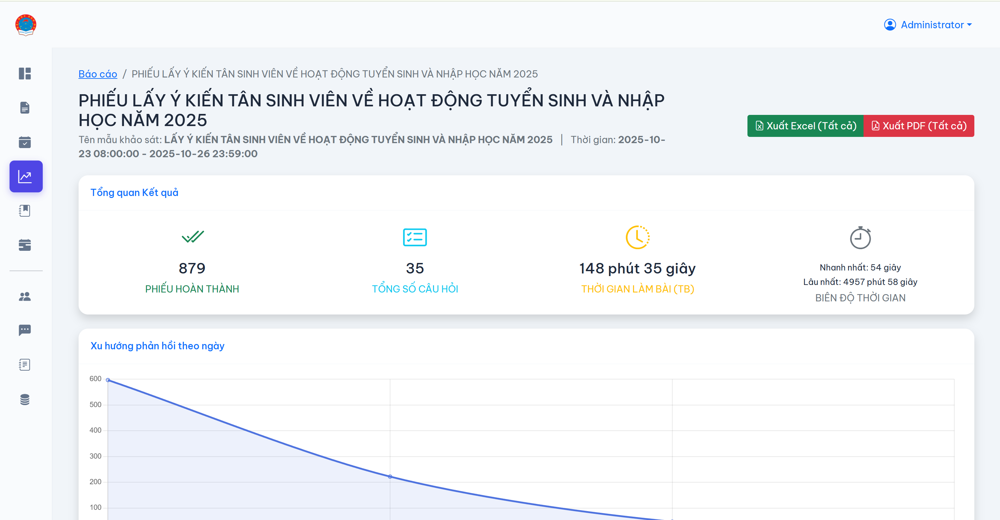 Administrator
Báo cáo / PHIẾU LẤY Ý KIẾN TÂN SINH VIÊN VỀ HOẠT ĐỘNG TUYỂN SINH VÀ NHẬP HỌC NĂM 2025
PHIẾU LẤY Ý KIẾN TÂN SINH VIÊN VỀ HOẠT ĐỘNG TUYỂN SINH VÀ NHẬP
HỌC NĂM 2025
Tên mẫu khảo sát: LẤY Ý KIẾN TÂN SINH VIÊN VỀ HOẠT ĐỘNG TUYỂN SINH VÀ NHẬP HỌC NĂM 2025 | Thời gian: 2025-10-
23 08:00:00 - 2025-10-26 23:59:00
Xuất Excel (Tất cả)
Xuất PDF (Tất cả)
Tổng quan Kết quả
879
PHIẾU HOÀN THÀNH
35
TỔNG SỐ CÂU HỎI
148 phút 35 giây
THỜI GIAN LÀM BÀI (TB)
Nhanh nhất: 54 giây
Lâu nhất: 4957 phút 58 giây
BIÊN ĐỘ THỜI GIAN
Xu hướng phản hồi theo ngày
600
500
400
300
200
100